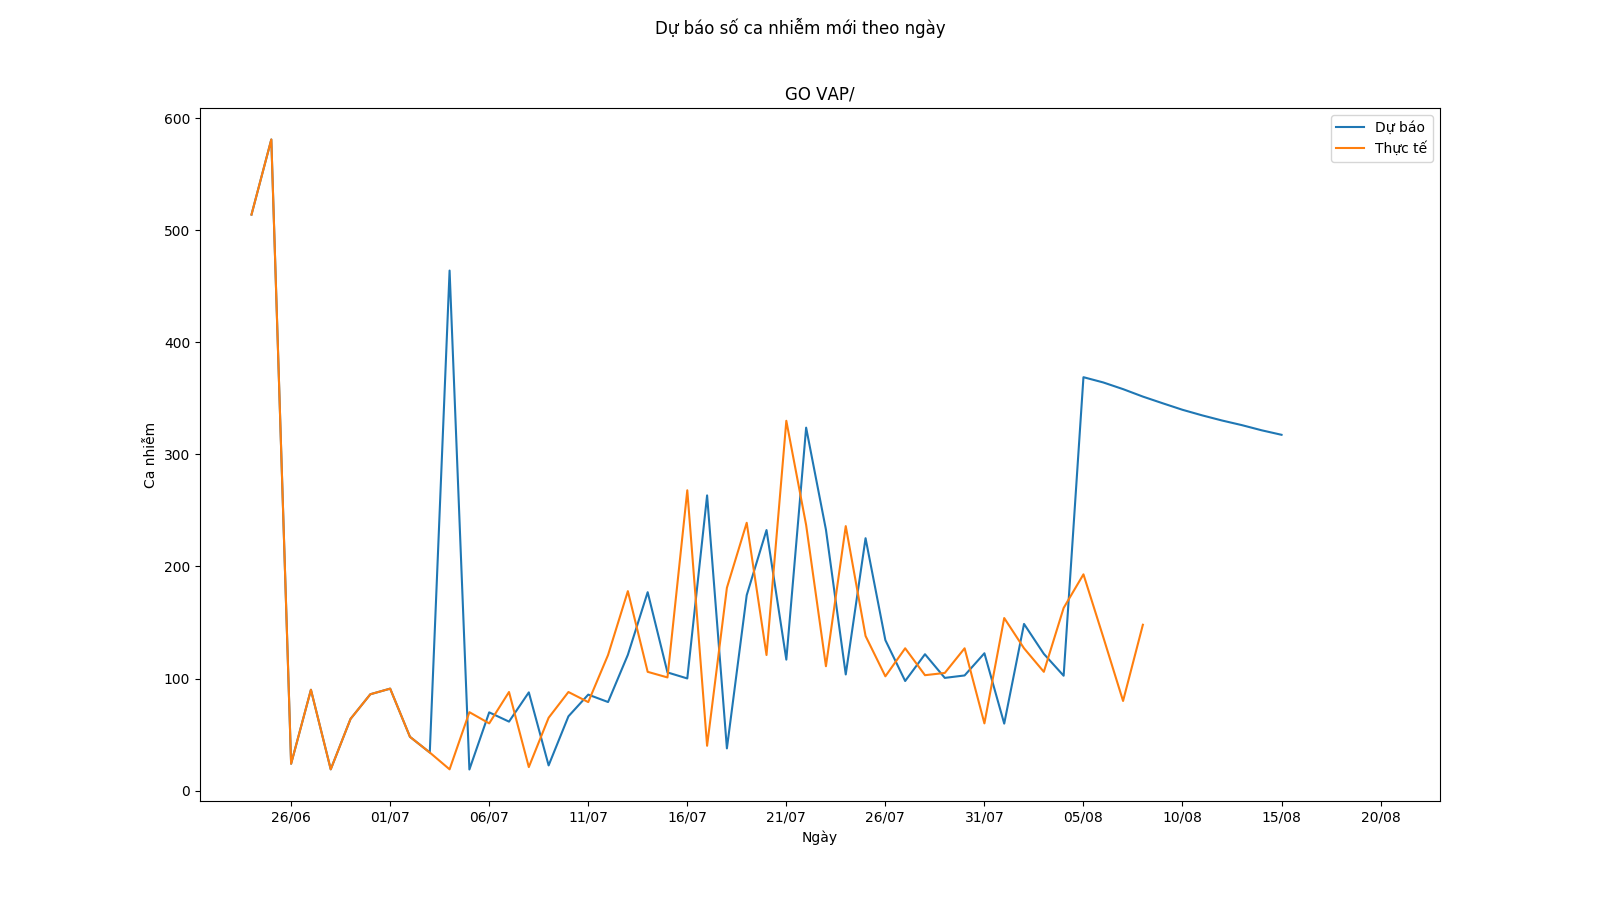 Dự báo số ca nhiễm mới theo ngày
GO VAP/
Dự báo
Thực tế
600
500
400
300
200
100
0
Ca nhiễm
26/06 01/07 06/07 11/07 16/07 21/07 26/07 31/07 05/08 10/08 15/08 20/08
Ngày